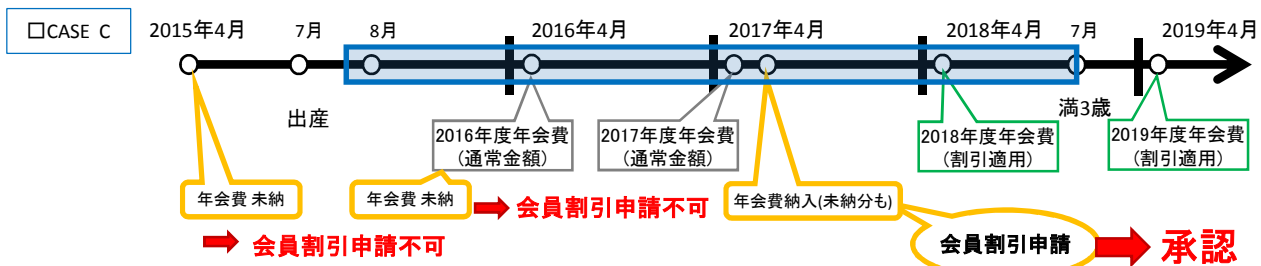 □CASE C
2015年4月
7月
8月
2016年4月
2017年4月
2018年4月
7月
2019年4月
出産
満3歳
2016年度年会費
(通常金額)
2017年度年会費
(通常金額)
2018年度年会費
(割引適用)
2019年度年会費
(割引適用)
年会費 未納
年会費 未納
会員割引申請不可
年会費納入(未納分も)
会員割引申請不可
会員割引申請
承認